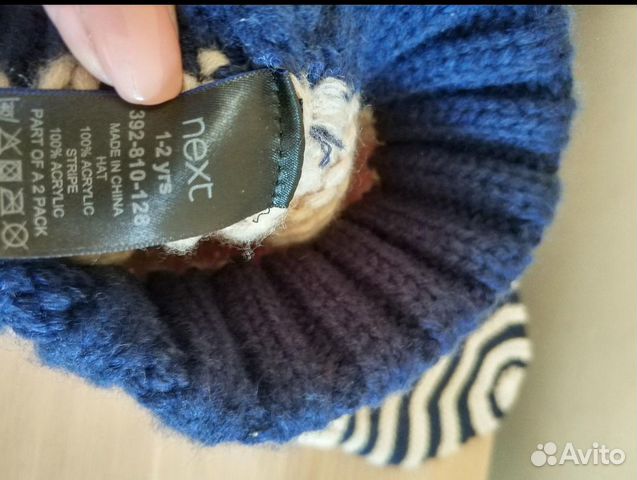 next
1-2 yrs
392-810-128
MADE IN CHINA
HAT
100% ACRYLIC
STRIPE
100% ACRYLIC
PART OF A 2 PACK
Avito